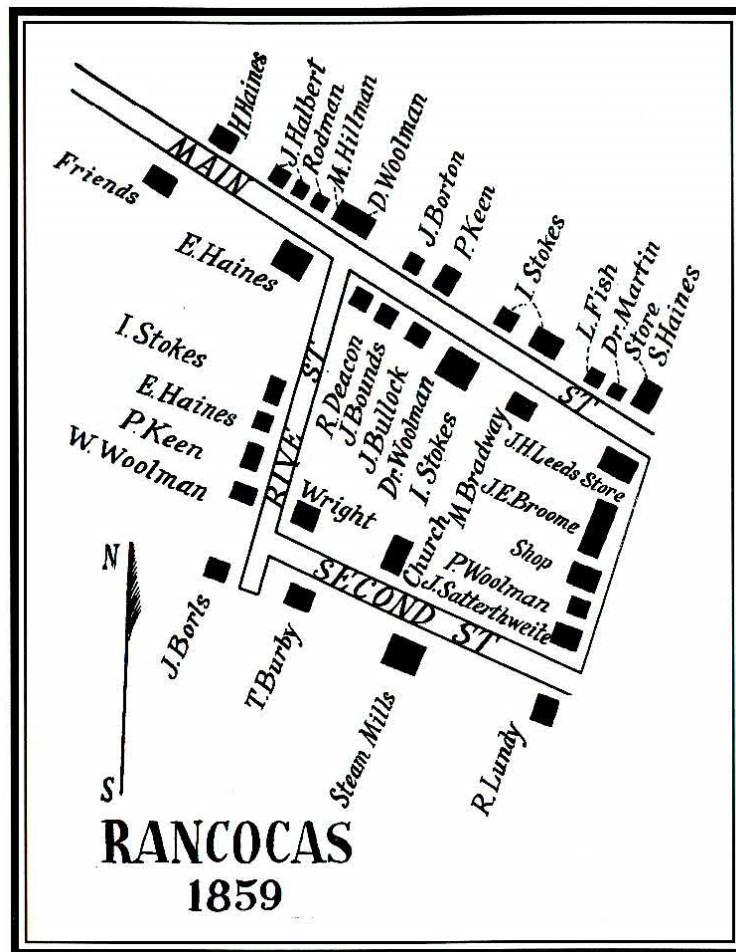 H.Haines
J.Halbert
Rodman
M.Hillman
D.Woolman
J.Borton
P.Keen
I.Stokes
L.Fish
Dr.Martin
Store
S.Haines
MAIN ST
Friends
E.Haines
I.Stokes
E.Haines
P.Keen
W.Woolman
RIVE ST
R.Deacon
J.Bounds
J.Bullock
Dr.Woolman
I.Stokes
M.Bradway
J.H.Leeds Store
J.E.Broome
Shop
P.Woolman
J.Satterthweite
Wright
Church
SECOND ST
J.Borls
T.Burby
Steam Mills
R.Lundy
N
S
RANCOCAS
1859